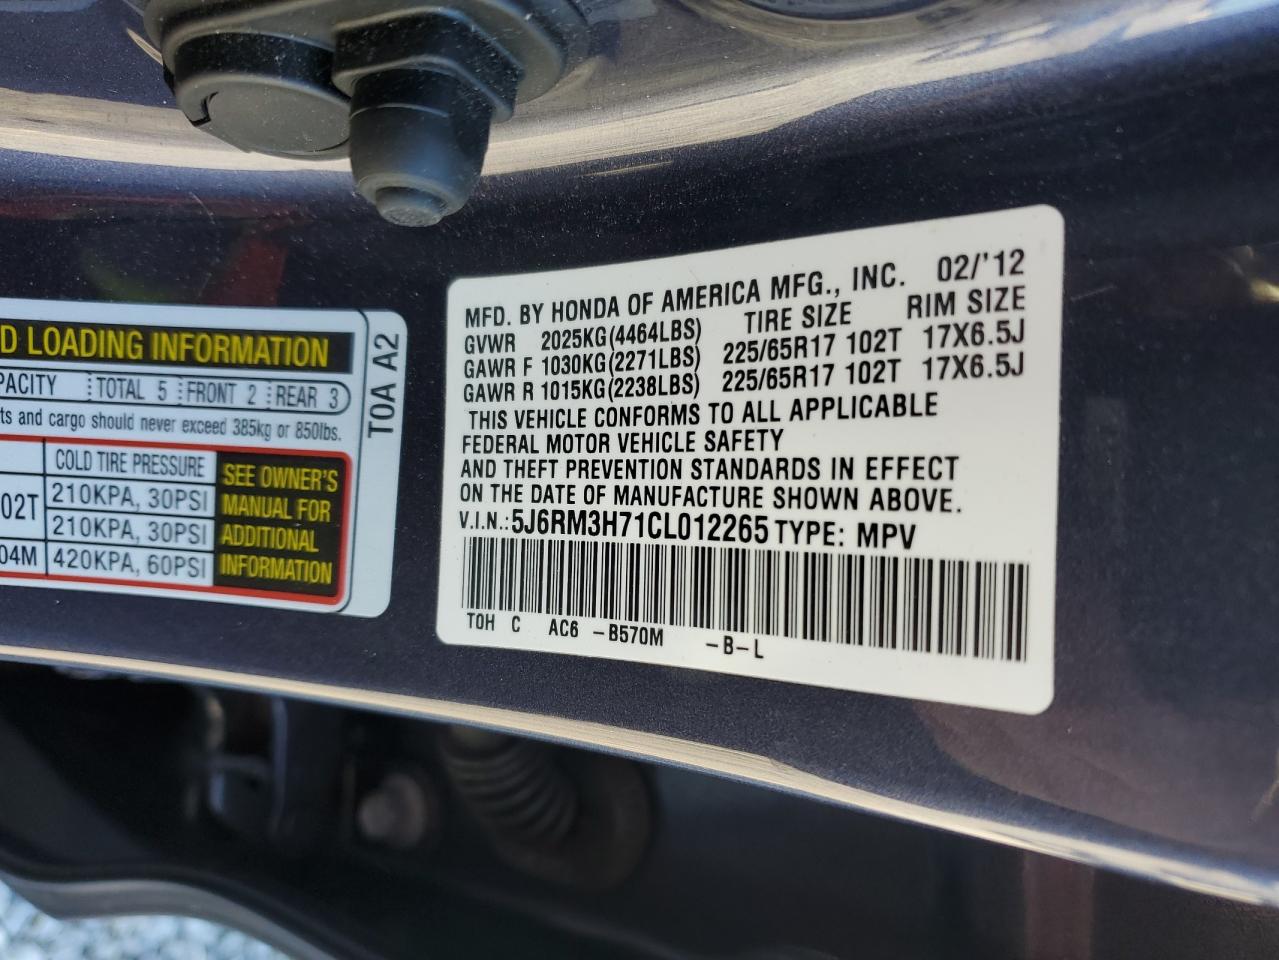 D LOADING INFORMATION
PACITY TOTAL 5 FRONT 2 REAR 3
ts and cargo should never exceed 385kg or 850lbs.
COLD TIRE PRESSURE
02T 210KPA, 30PSI
210KPA, 30PSI
04M 420KPA, 60PSI
SEE OWNER'S
MANUAL FOR
ADDITIONAL
INFORMATION
T0A A2
MFD. BY HONDA OF AMERICA MFG., INC. 02/'12
GVWR 2025KG(4464LBS) TIRE SIZE RIM SIZE
GAWR F 1030KG(2271LBS) 225/65R17 102T 17X6.5J
GAWR R 1015KG(2238LBS) 225/65R17 102T 17X6.5J
THIS VEHICLE CONFORMS TO ALL APPLICABLE
FEDERAL MOTOR VEHICLE SAFETY
AND THEFT PREVENTION STANDARDS IN EFFECT
ON THE DATE OF MANUFACTURE SHOWN ABOVE.
V.I.N.: 5J6RM3H71CL012265 TYPE: MPV
TOH C AC6 -B570M -B-L